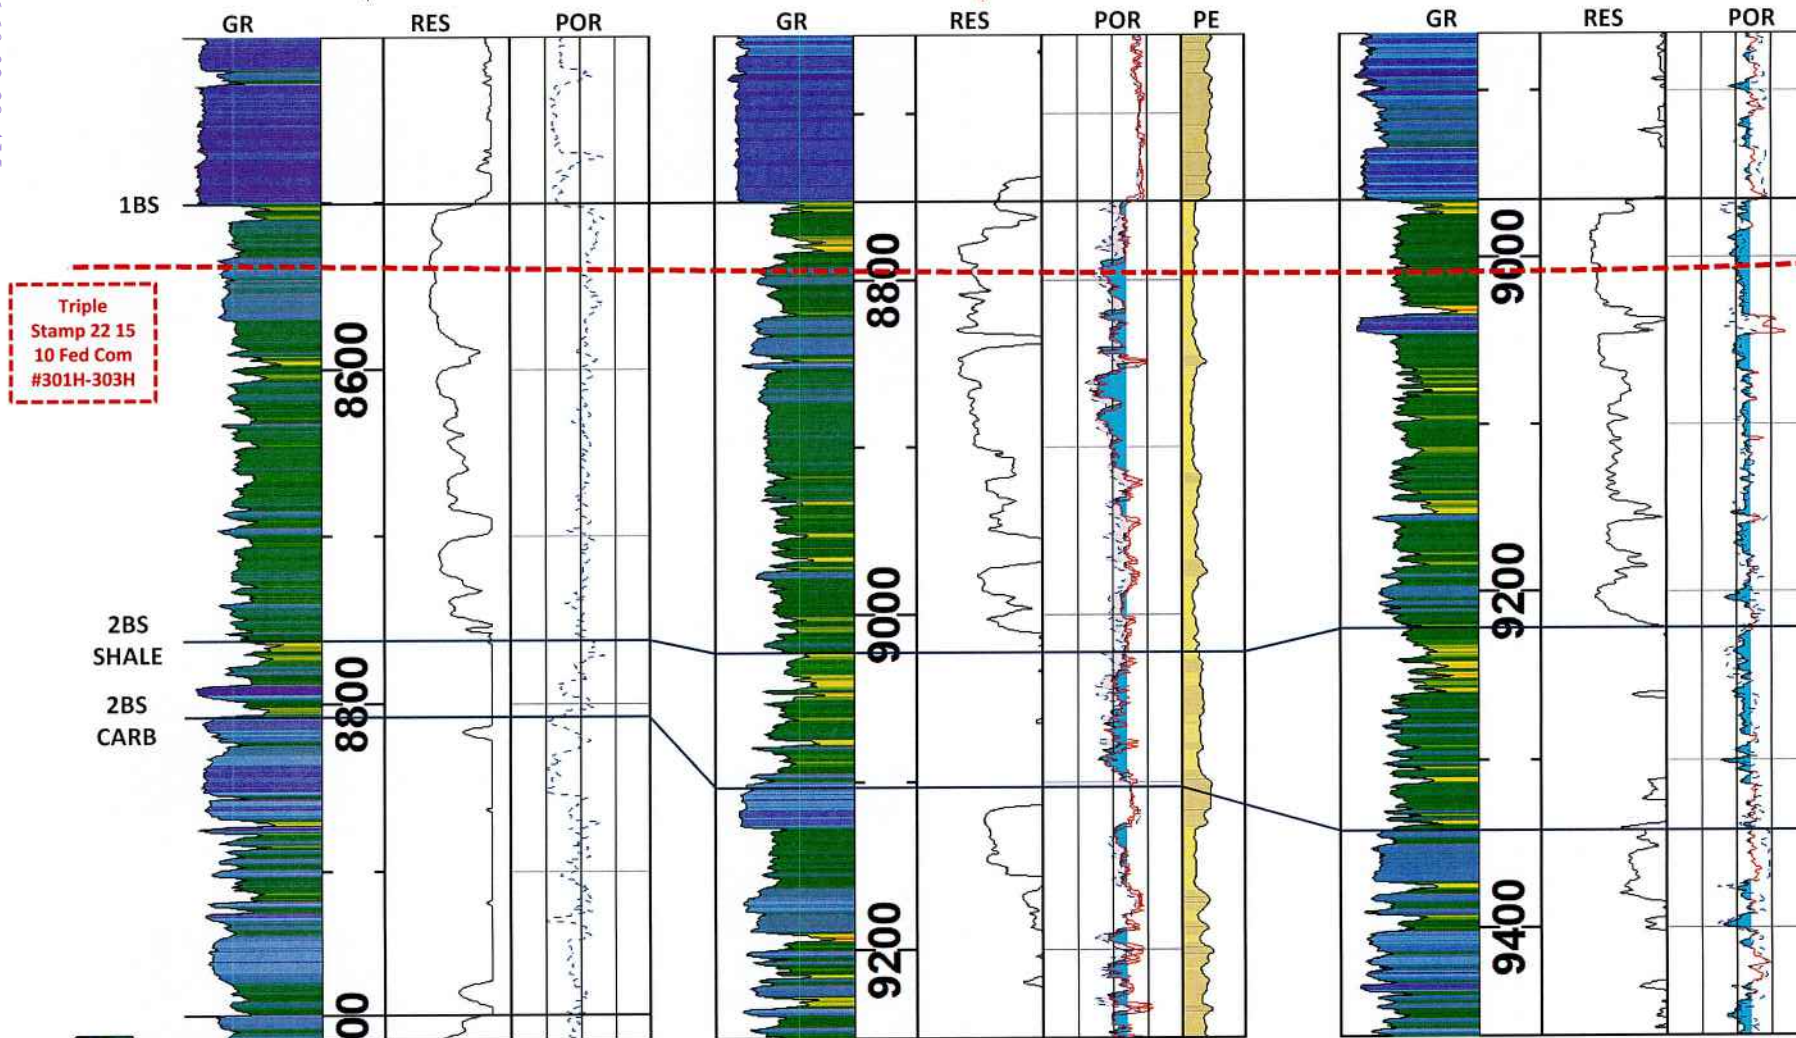 GR RES POR GR RES POR PE GR RES POR
1BS
Triple
Stamp 22 15
10 Fed Com
#301H-303H
2BS
SHALE
2BS
CARB
8600
8800
00
8800
9000
9200
9000
9200
9400